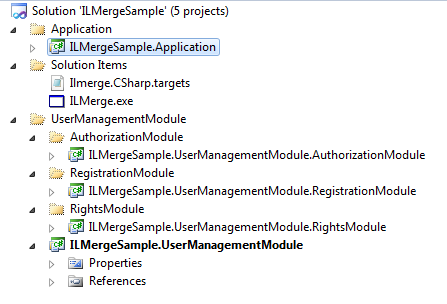 Solution 'ILMergeSample' (5 projects)
Application
ILMergeSample.Application
Solution Items
Ilmerge.CSharp.targets
ILMerge.exe
UserManagementModule
AuthorizationModule
ILMergeSample.UserManagementModule.AuthorizationModule
RegistrationModule
ILMergeSample.UserManagementModule.RegistrationModule
RightsModule
ILMergeSample.UserManagementModule.RightsModule
ILMergeSample.UserManagementModule
Properties
References